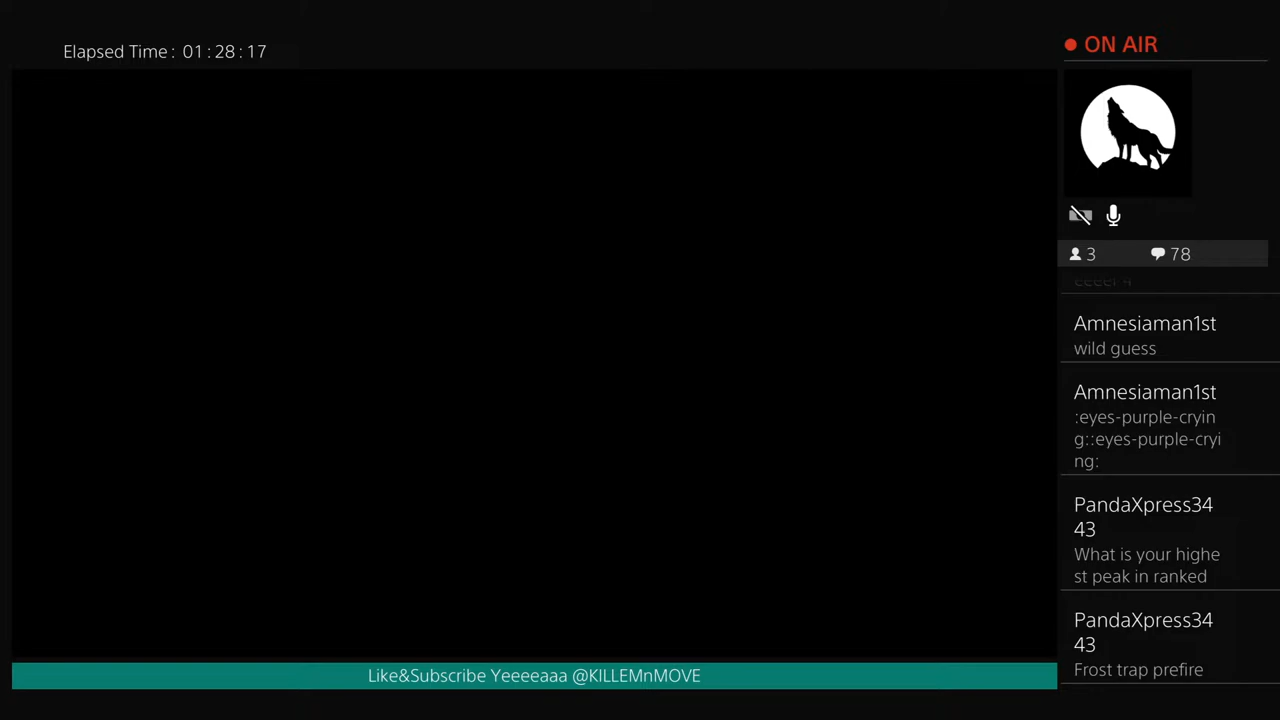 Elapsed Time: 01:28:17
ON AIR
3 78
Amnesiaman1st
wild guess
Amnesiaman1st
:eyes-purple-cryin
g::eyes-purple-cryi
ng:
PandaXpress34
43
What is your highe
st peak in ranked
PandaXpress34
43
Frost trap prefire
Like&Subscribe Yeeeeaaa @KILLEMnMOVE